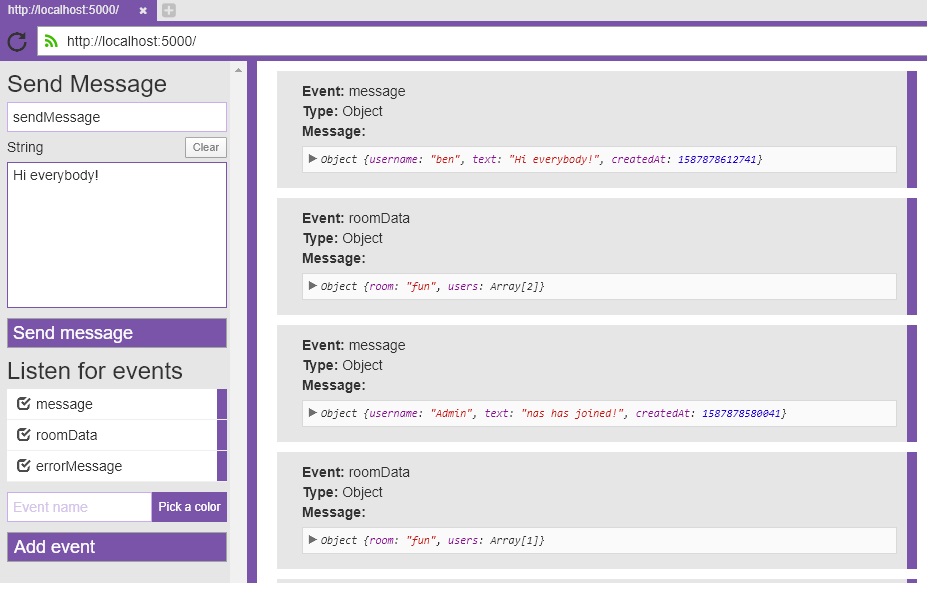 http://localhost:5000/
http://localhost:5000/
Send Message
sendMessage
String
Clear
Hi everybody!
Send message
Listen for events
message
roomData
errorMessage
Event name
Pick a color
Add event
Event: message
Type: Object
Message:
Object {username: "ben", text: "Hi everybody!", createdAt: 1587878612741}
Event: roomData
Type: Object
Message:
Object {room: "fun", users: Array[2]}
Event: message
Type: Object
Message:
Object {username: "Admin", text: "nas has joined!", createdAt: 1587878580041}
Event: roomData
Type: Object
Message:
Object {room: "fun", users: Array[1]}